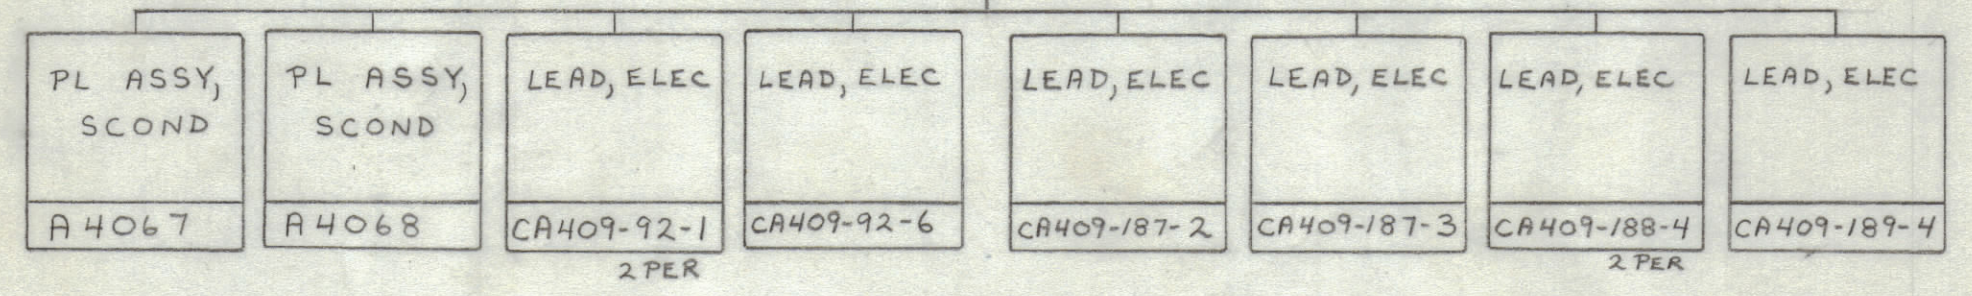 PL ASSY,
SCOND
A4067
PL ASSY,
SCOND
A4068
LEAD, ELEC
CA409-92-1
2 PER
LEAD, ELEC
CA409-92-6
LEAD, ELEC
CA409-187-2
LEAD, ELEC
CA409-187-3
LEAD, ELEC
CA409-188-4
2 PER
LEAD, ELEC
CA409-189-4